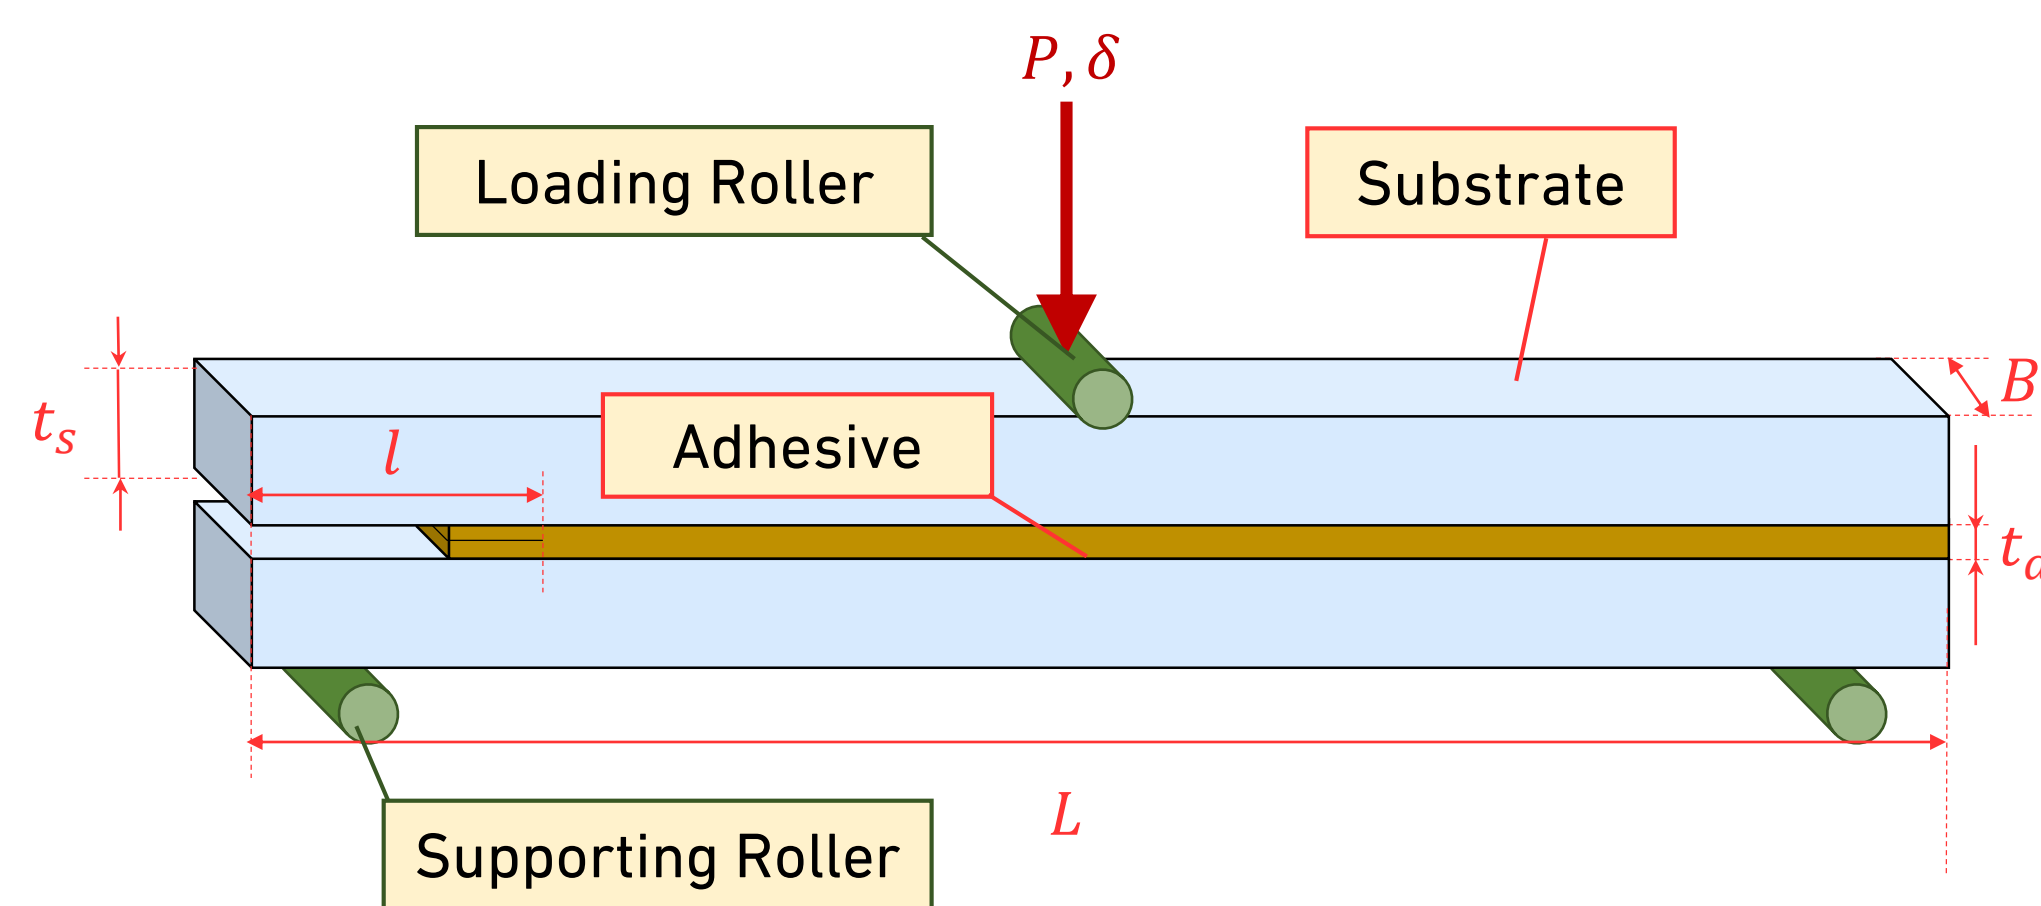 P, δ
Loading Roller
Substrate
B
t_s
l
Adhesive
t
L
Supporting Roller